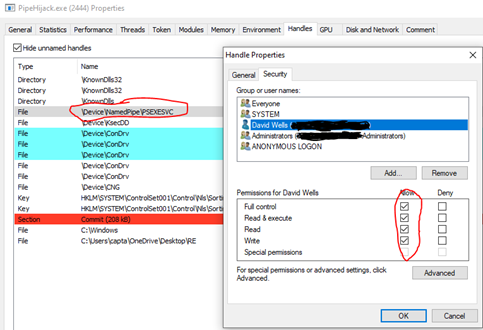 PipeHijack.exe (2444) Properties
General Statistics Performance Threads Token Modules Memory Environment Handles GPU Disk and Network Comment
Hide unnamed handles
Type Name
Directory \KnownDlls32
Directory \KnownDlls32
Directory \KnownDlls
File \Device\NamedPipe\PSEXESVC
File \Device\KsecDD
File \Device\ConDrv
File \Device\ConDrv
File \Device\ConDrv
File \Device\ConDrv
File \Device\ConDrv
File \Device\CNG
Key HKLM\SYSTEM\ControlSet001\Control\Nls\Sortin
Key HKLM\SYSTEM\ControlSet001\Control\Nls\Sortin
Section Commit (208 kB)
File C:\Windows
File C:\Users\capta\OneDrive\Desktop\RE
Handle Properties
General Security
Group or user names:
Everyone
SYSTEM
David Wells (
Administrators ( \Administrators)
ANONYMOUS LOGON
Add... Remove
Permissions for David Wells Allow Deny
Full control
Read & execute
Read
Write
Special permissions
For special permissions or advanced settings, click
Advanced.
Advanced
OK Cancel